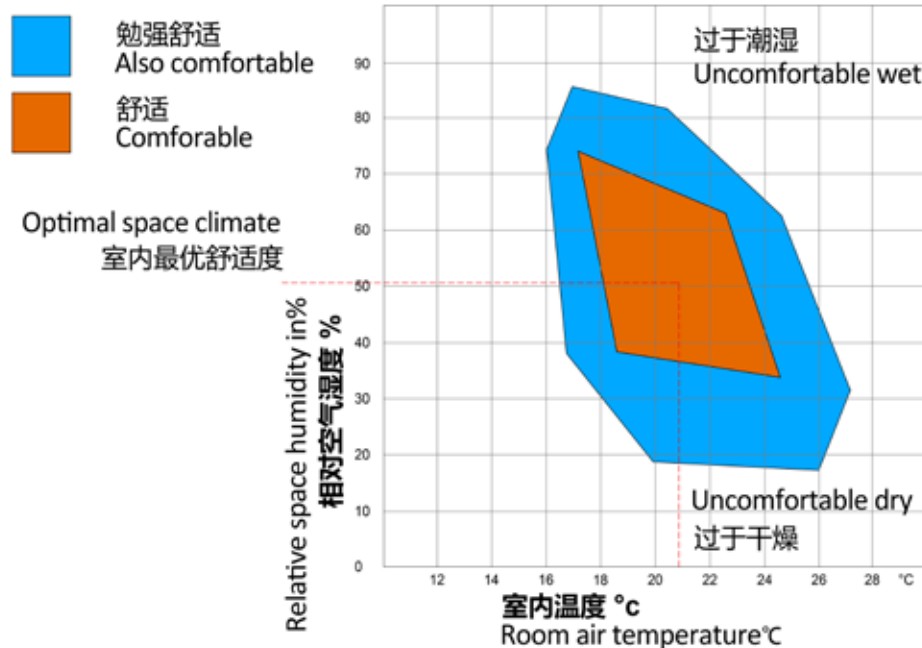 勉强舒适
Also comfortable
舒适
Comforable
过于潮湿
Uncomfortable wet
Optimal space climate
室内最优舒适度
Relative space humidity in%
相对空气湿度 %
90
80
70
60
50
40
30
20
10
0
Uncomfortable dry
过于干燥
12 14 16 18 20 22 24 26 28 °C
室内温度 °c
Room air temperature℃